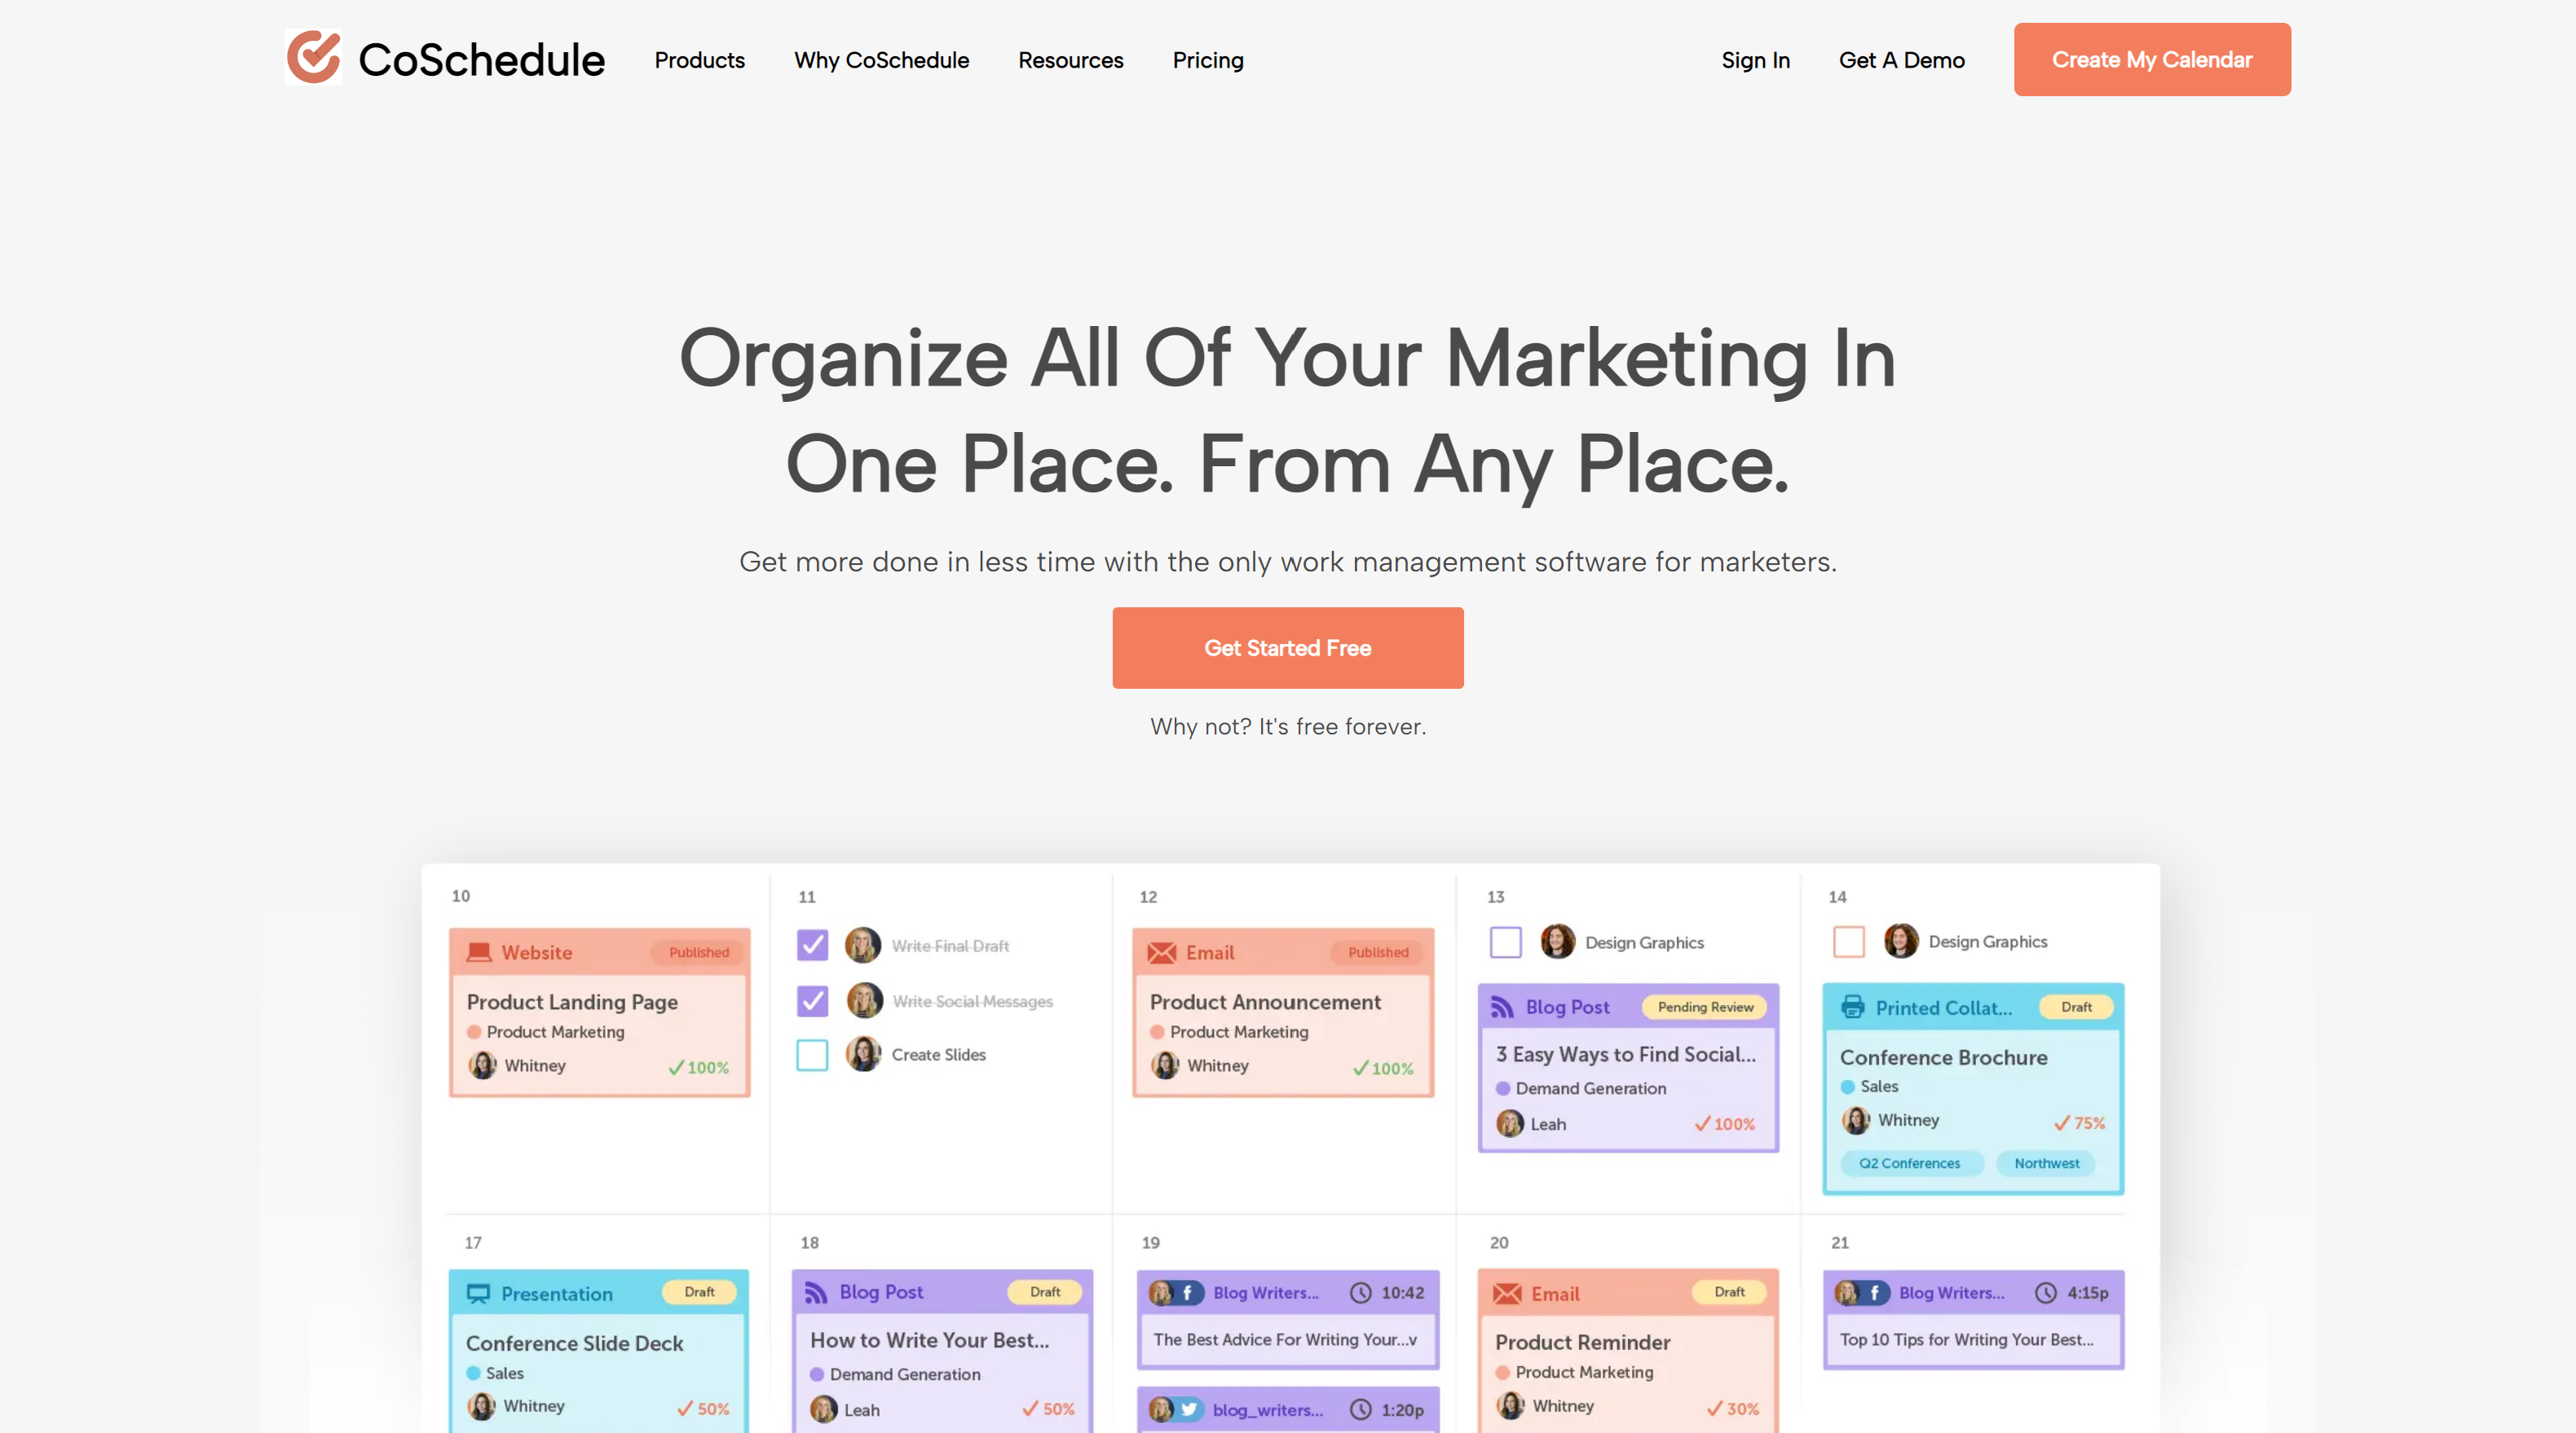 CoSchedule
Products
Why CoSchedule
Resources
Pricing
Sign In
Get A Demo
Create My Calendar
Organize All Of Your Marketing In
One Place. From Any Place.
Get more done in less time with the only work management software for marketers.
Get Started Free
Why not? It's free forever.
10
Website
Published
Product Landing Page
Product Marketing
Whitney
100%
11
Write Final Draft
Write Social Messages
Create Slides
12
Email
Published
Product Announcement
Product Marketing
Whitney
100%
13
Design Graphics
Blog Post
Pending Review
3 Easy Ways to Find Social...
Demand Generation
Leah
100%
14
Design Graphics
Printed Collat...
Draft
Conference Brochure
Sales
Whitney
75%
Q2 Conferences
Northwest
17
Presentation
Draft
Conference Slide Deck
Sales
Whitney
50%
18
Blog Post
Draft
How to Write Your Best...
Demand Generation
Leah
50%
19
Blog Writers...
10:42
The Best Advice For Writing Your...v
blog_writers...
1:20p
20
Email
Draft
Product Reminder
Product Marketing
Whitney
30%
21
Blog Writers...
4:15p
Top 10 Tips for Writing Your Best...